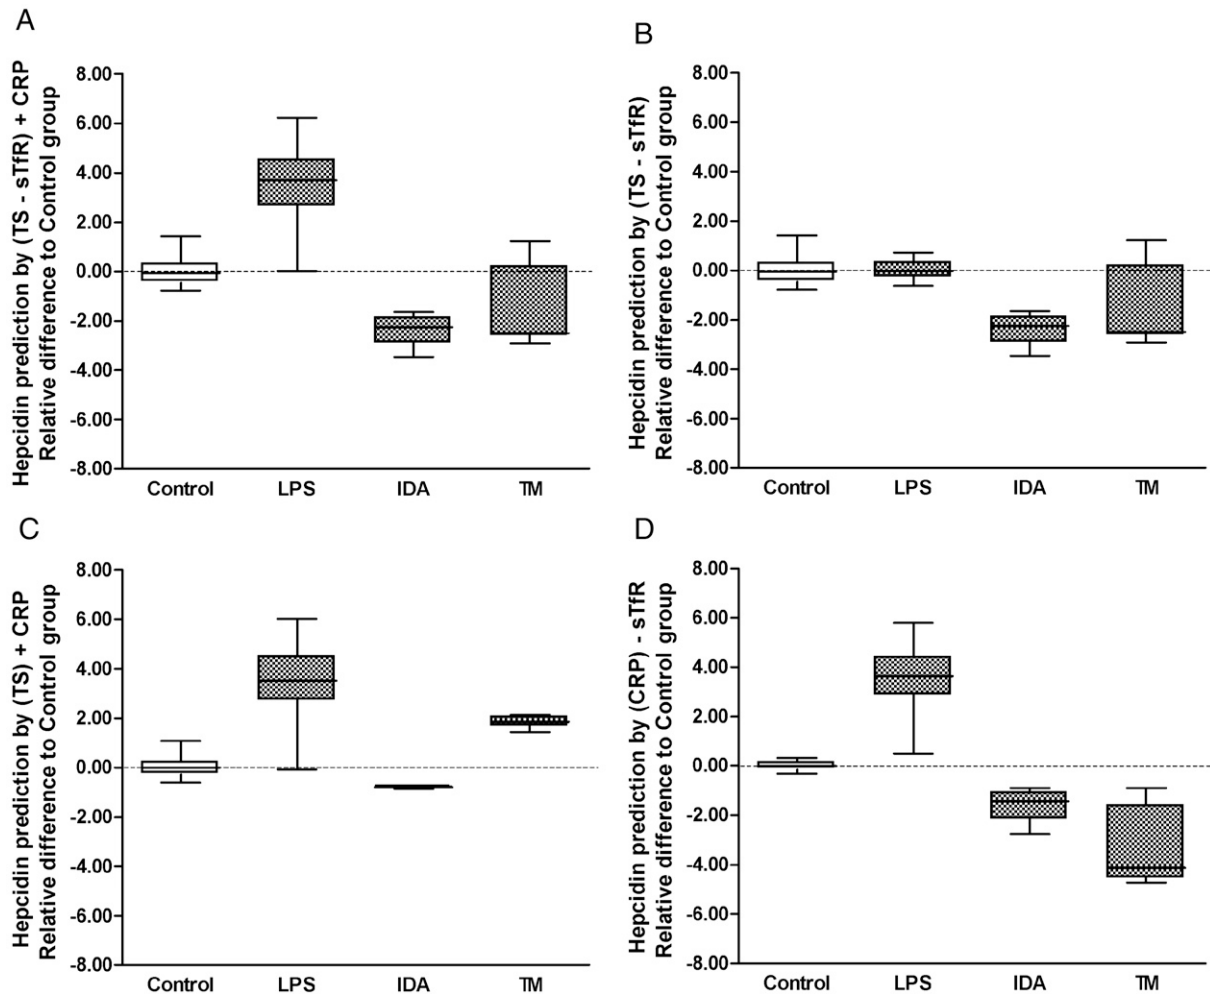 A
Hepcidin prediction by (TS - sTfR) + CRP
Relative difference to Control group
8.00
6.00
4.00
2.00
0.00
-2.00
-4.00
-6.00
-8.00
Control LPS IDA TM
B
Hepcidin prediction by (TS - sTfR)
Relative difference to Control group
8.00
6.00
4.00
2.00
0.00
-2.00
-4.00
-6.00
-8.00
Control LPS IDA TM
C
Hepcidin prediction by (TS) + CRP
Relative difference to Control group
8.00
6.00
4.00
2.00
0.00
-2.00
-4.00
-6.00
-8.00
Control LPS IDA TM
D
Hepcidin prediction by (CRP) - sTfR
Relative difference to Control group
8.00
6.00
4.00
2.00
0.00
-2.00
-4.00
-6.00
-8.00
Control LPS IDA TM